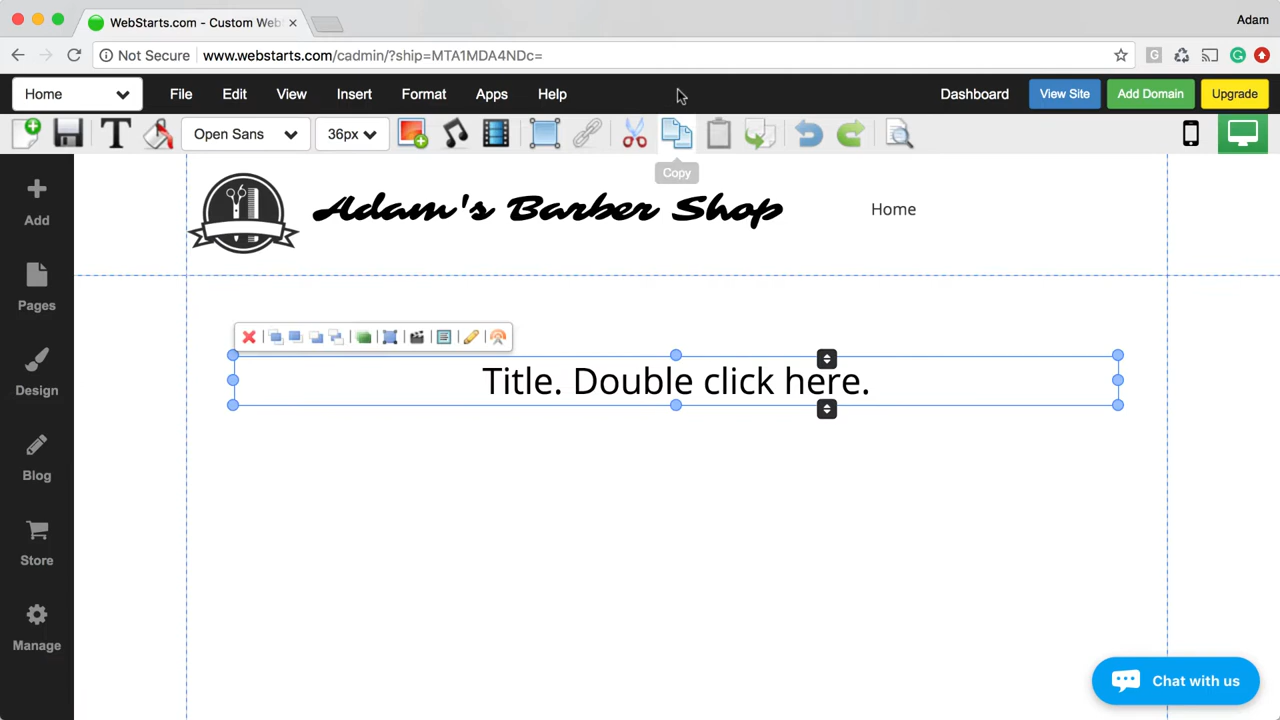 WebStarts.com - Custom Web
Adam
Not Secure www.webstarts.com/cadmin/?ship=MTA1MDA4NDc=
Home File Edit View Insert Format Apps Help Dashboard View Site Add Domain Upgrade
T Open Sans 36px
Copy
Add
Pages
Design
Blog
Store
Manage
Adam's Barber Shop
Home
Title. Double click here.
Chat with us